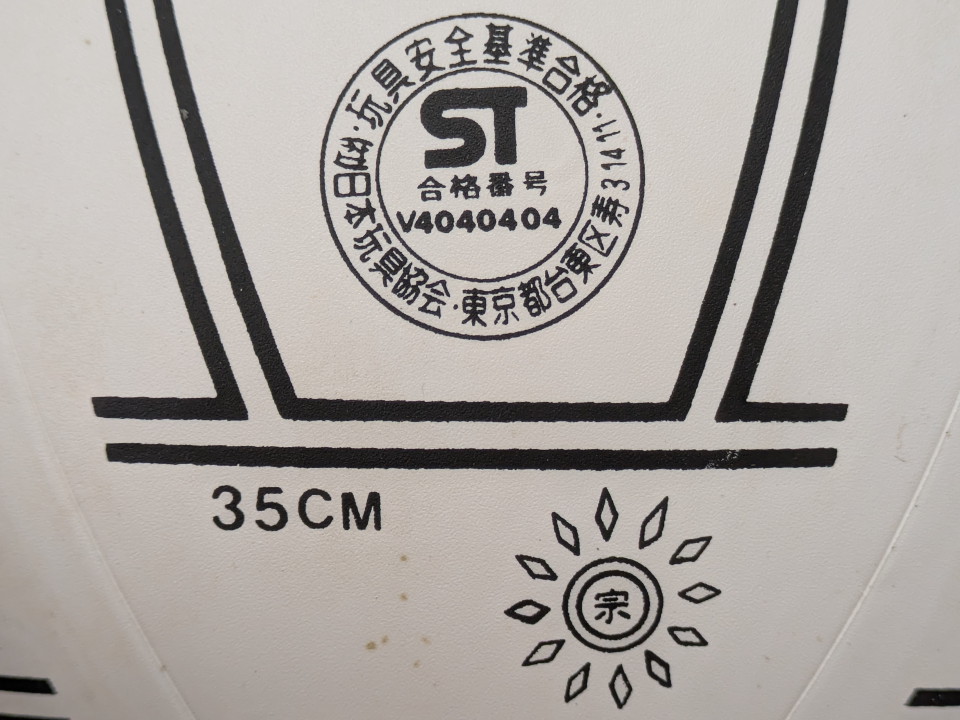 玩具安全基準合格・
ST
合格番号
V4040404
(社)日本玩具協会・東京都台東区寿3 14 11
35CM
宗